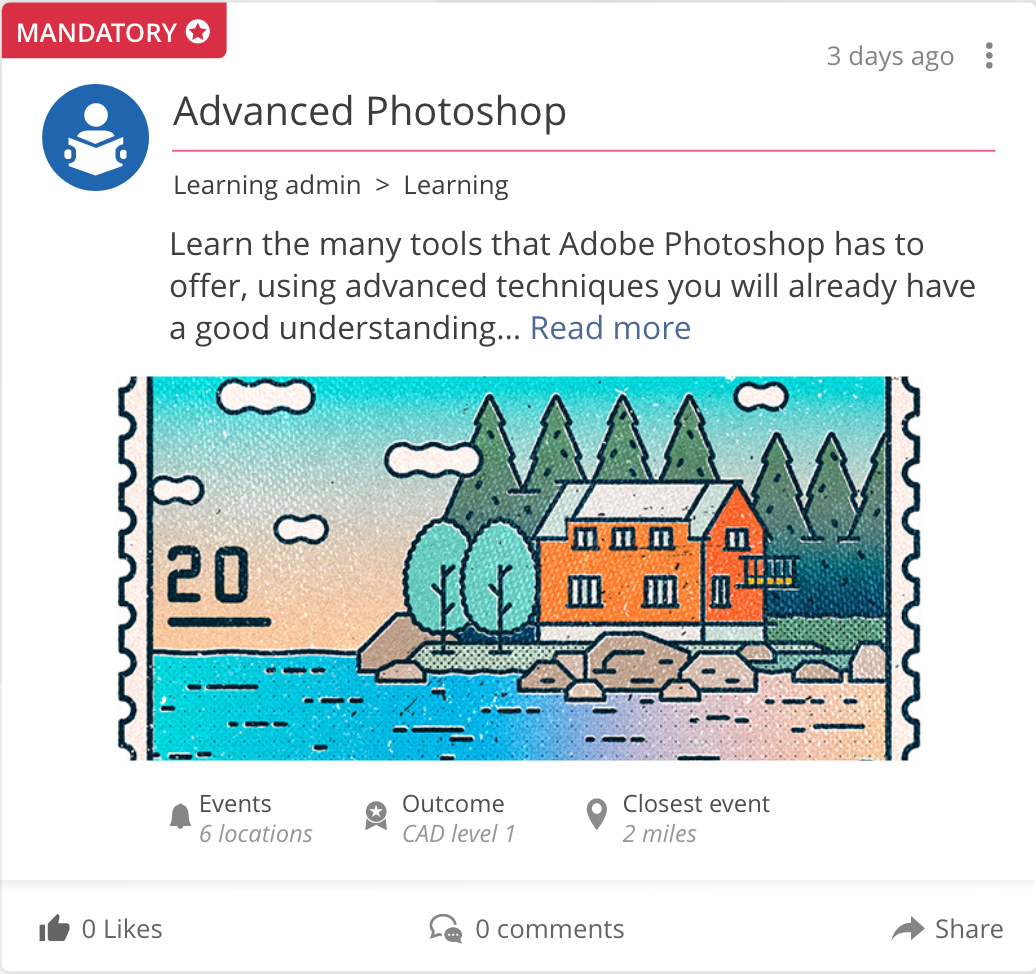 MANDATORY
3 days ago
Advanced Photoshop
Learning admin > Learning
Learn the many tools that Adobe Photoshop has to
offer, using advanced techniques you will already have
a good understanding... Read more
20
Events
6 locations
Outcome
CAD level 1
Closest event
2 miles
0 Likes
0 comments
Share